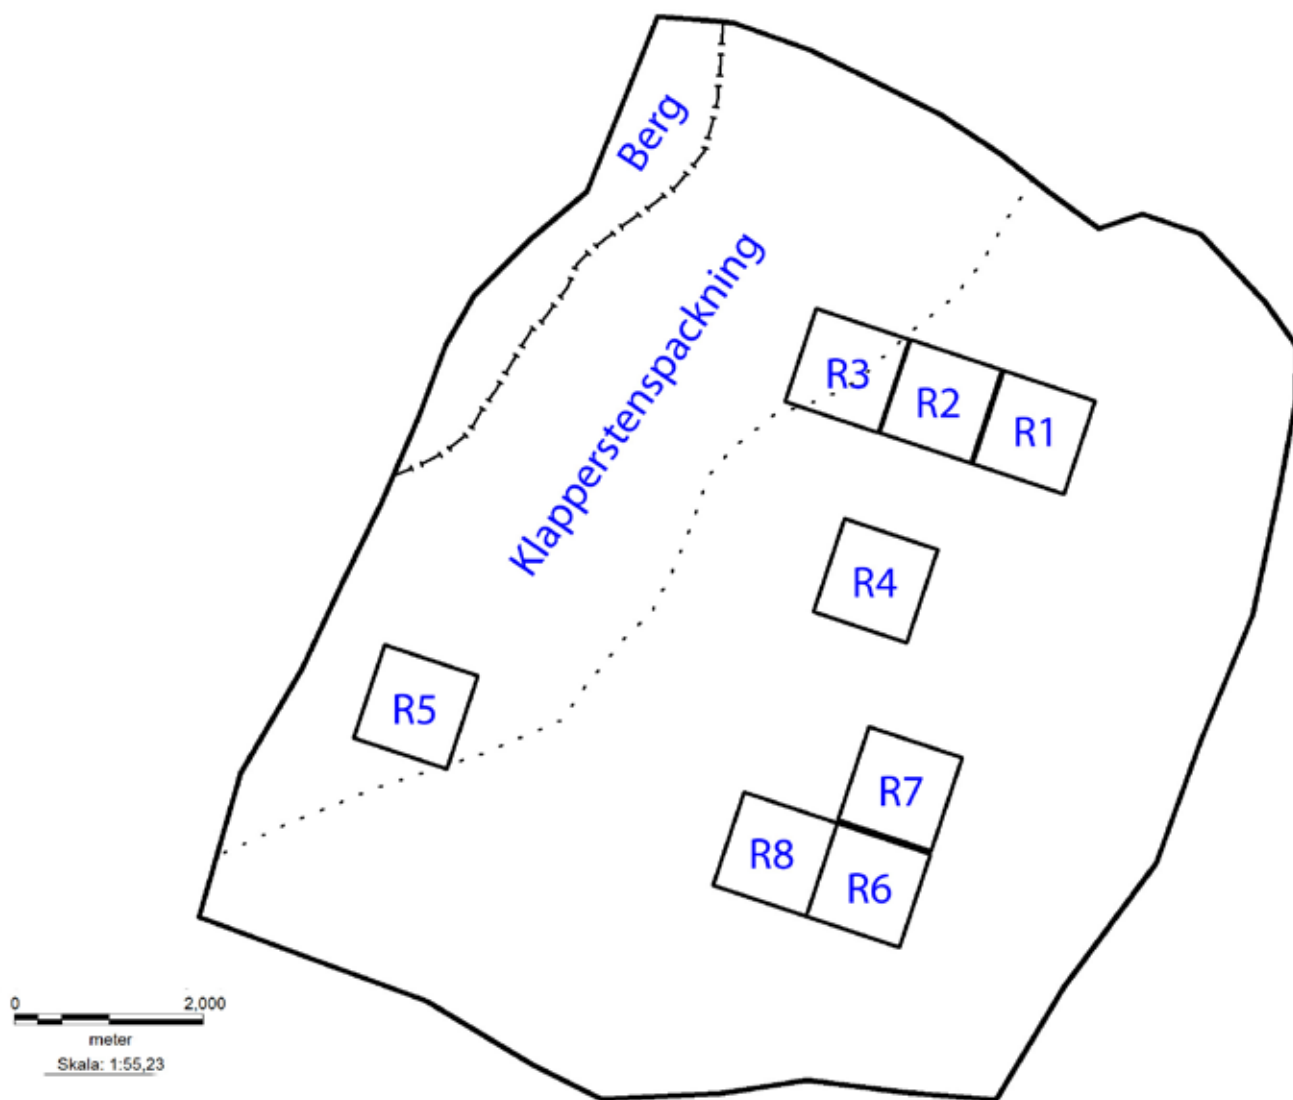 Berg
Klapperstenspackning
R3
R2
R1
R4
R5
R7
R8
R6
0 2,000
meter
Skala: 1:55,23